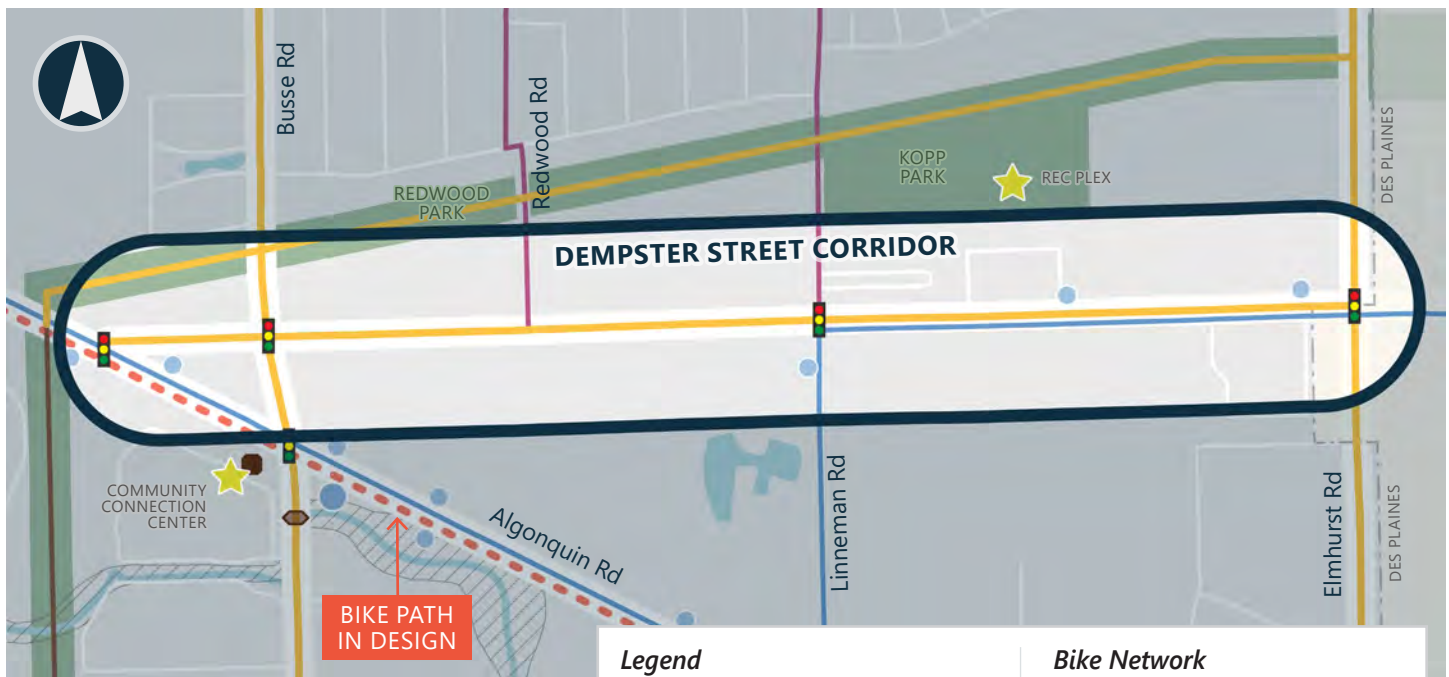 Busse Rd
Redwood Rd
DES PLAINES
KOPP
PARK
REC PLEX
REDWOOD
PARK
DEMPSTER STREET CORRIDOR
COMMUNITY
CONNECTION
CENTER
Algonquin Rd
Linneman Rd
Elmhurst Rd
DES PLAINES
BIKE PATH
IN DESIGN
Legend
Bike Network